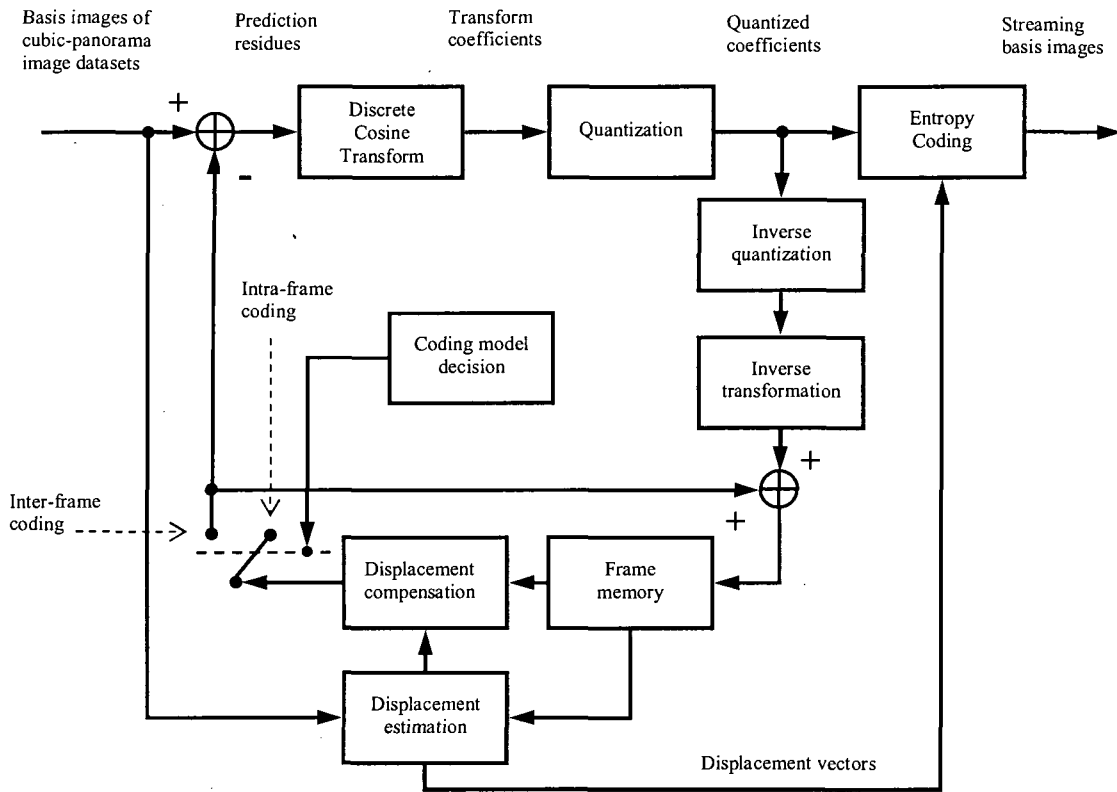 Basis images of
cubic-panorama
image datasets
Prediction
residues
Transform
coefficients
Quantized
coefficients
Streaming
basis images
+
-
Discrete
Cosine
Transform
Quantization
Entropy
Coding
Inverse
quantization
Intra-frame
coding
Coding model
decision
Inverse
transformation
+
+
Inter-frame
coding
Displacement
compensation
Frame
memory
Displacement
estimation
Displacement vectors